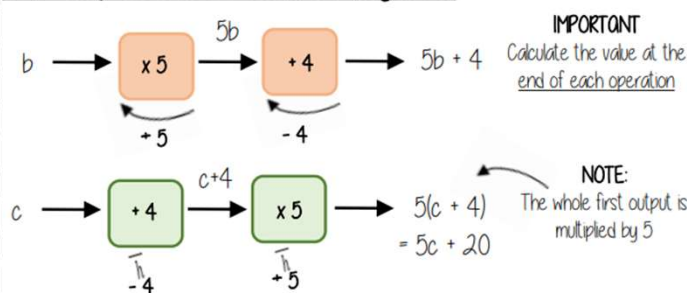 5b
IMPORTANT
b
x 5
+ 4
5b + 4
Calculate the value at the
end of each operation
÷ 5
- 4
c+4
NOTE:
c
+ 4
x 5
5(c + 4)
The whole first output is
= 5c + 20
multiplied by 5
- 4
÷ 5